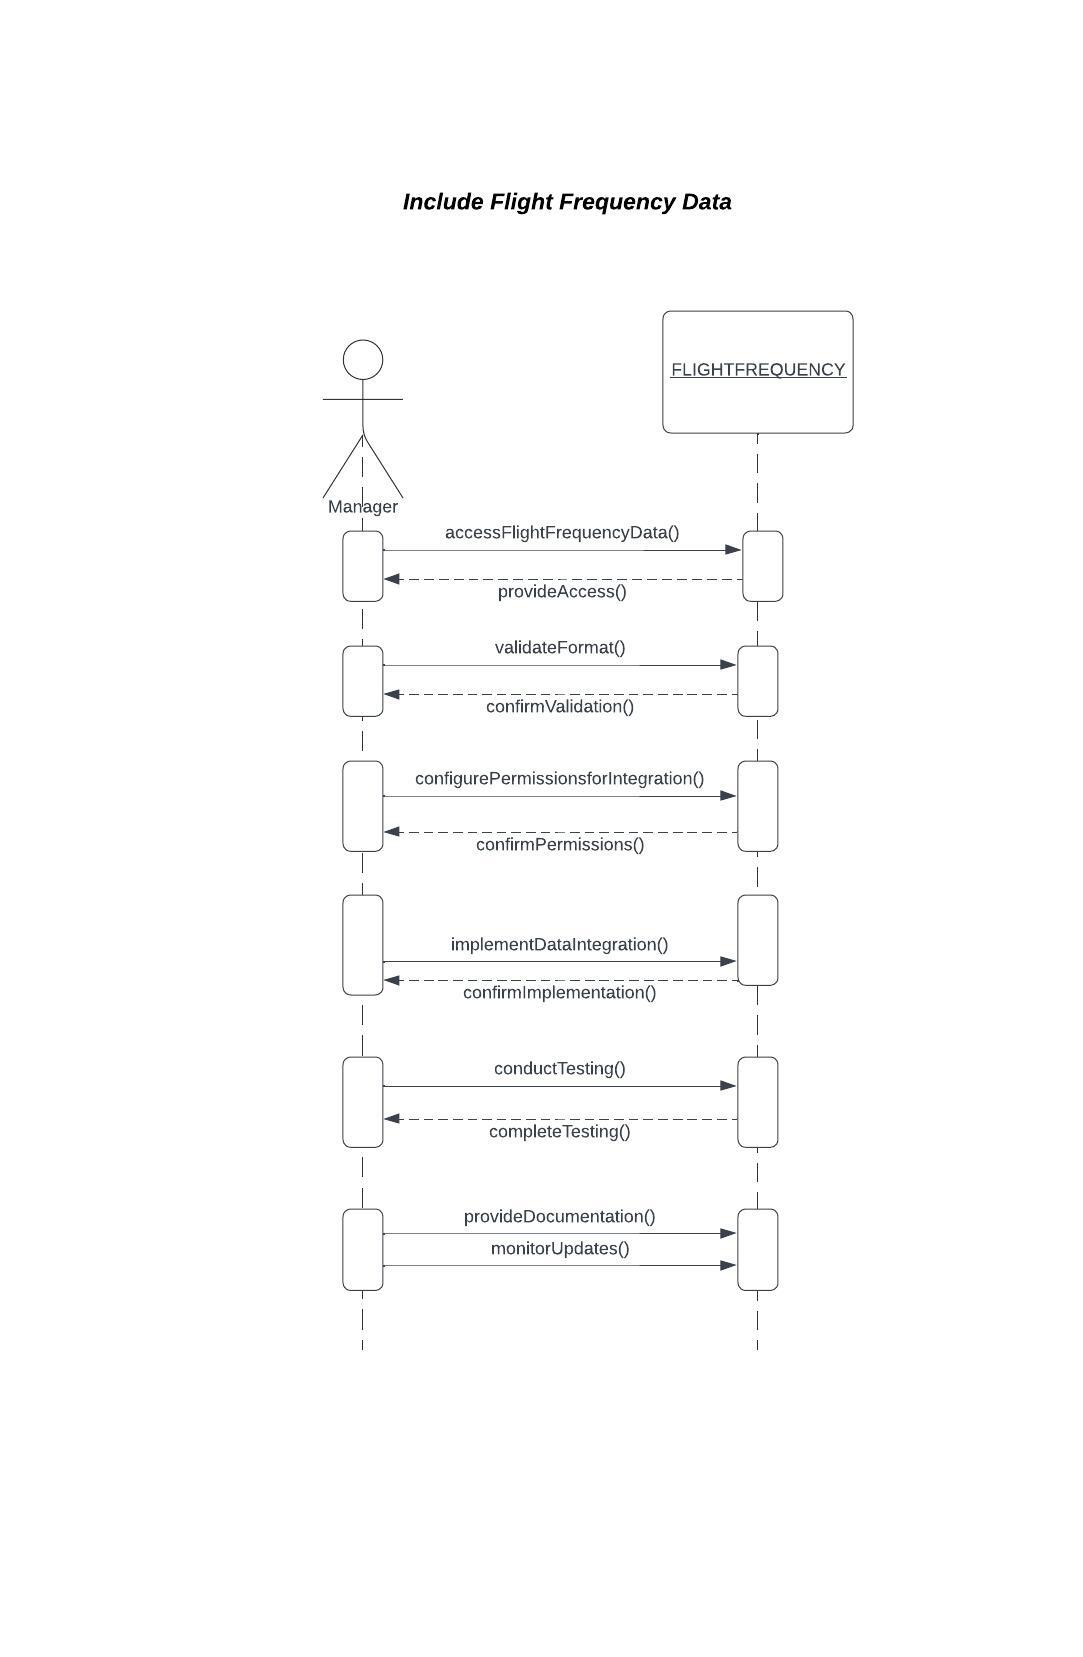 Include Flight Frequency Data
FLIGHTFREQUENCY
Manager
accessFlightFrequencyData()
provideAccess()
validateFormat()
confirmValidation()
configurePermissionsforIntegration()
confirmPermissions()
implementDataIntegration()
confirmImplementation()
conductTesting()
completeTesting()
provideDocumentation()
monitorUpdates()